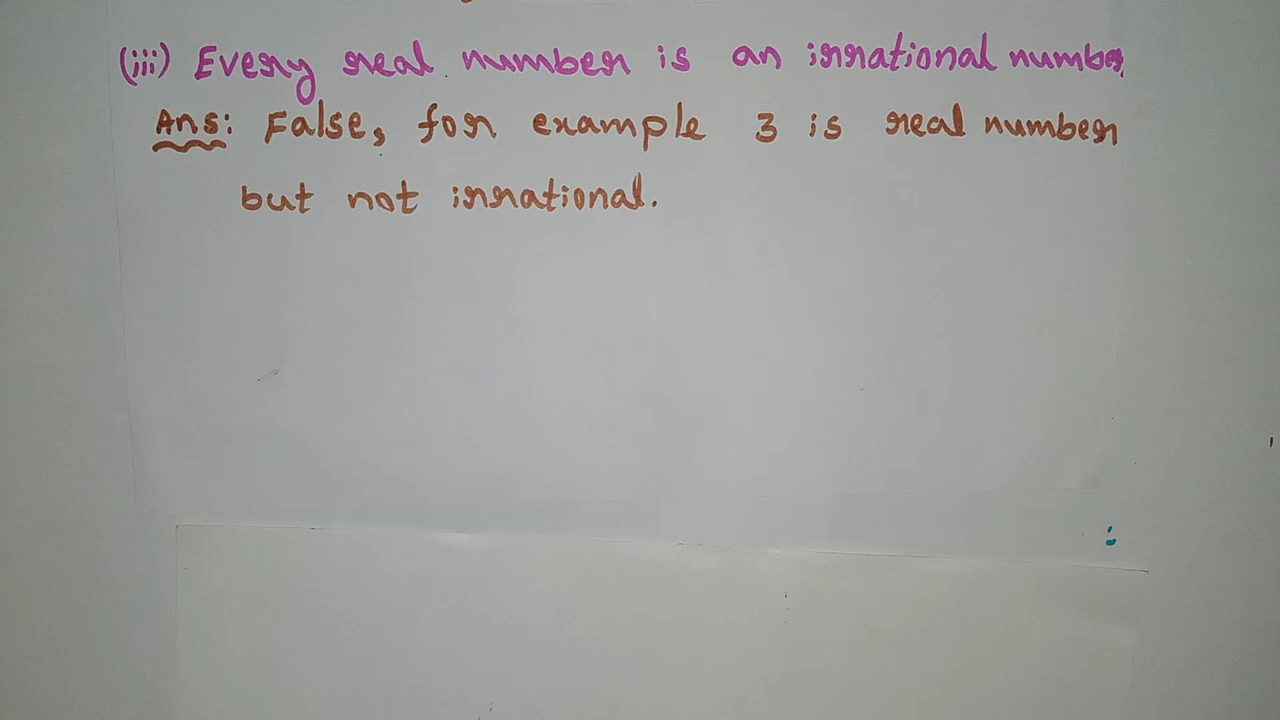 (iii) Every real number is an irrational number.
Ans: False, for example 3 is real number
but not irrational.